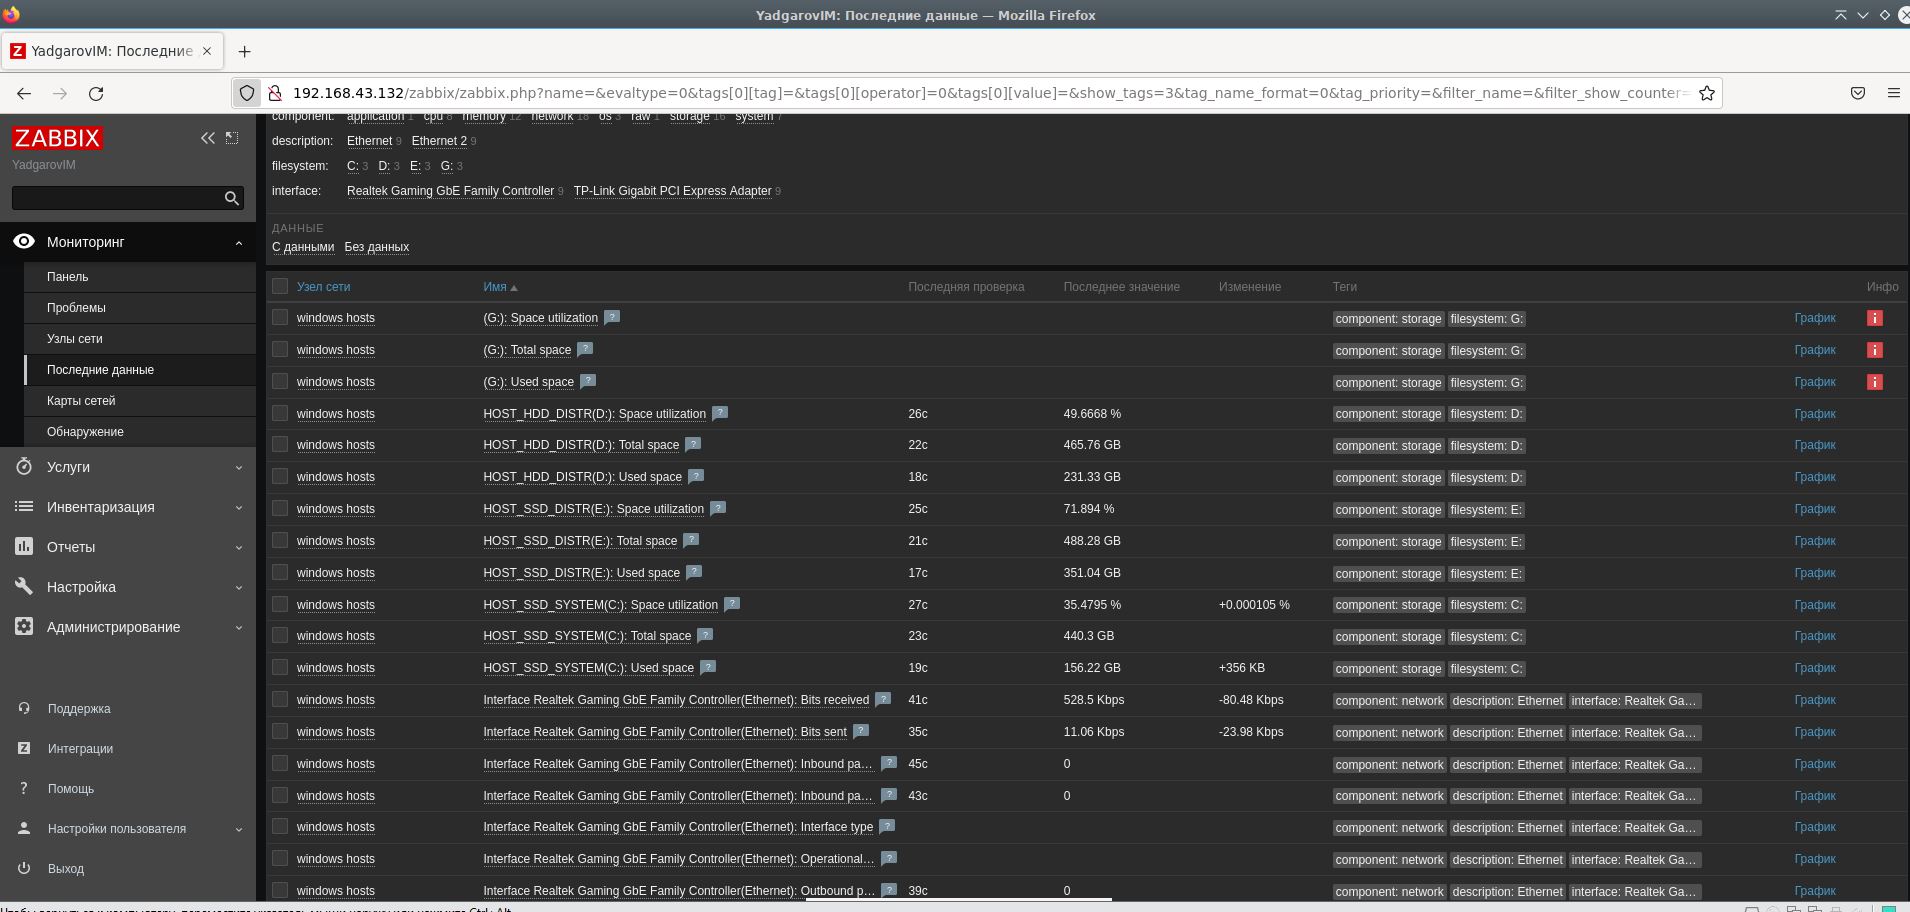 YadgarovIM: Последние данные — Mozilla Firefox
Z YadgarovIM: Последние
192.168.43.132/zabbix/zabbix.php?name=&evaltype=0&tags[0][tag]=&tags[0][operator]=0&tags[0][value]=&show_tags=3&tag_name_format=0&tag_priority=&filter_name=&filter_show_counter=
ZABBIX
YadgarovIM
Мониторинг
Панель
Проблемы
Узлы сети
Последние данные
Карты сетей
Обнаружение
Услуги
Инвентаризация
Отчеты
Настройка
Администрирование
Поддержка
Z Интеграции
? Помощь
Настройки пользователя
Выход
component: application 1 cpu 8 memory 12 network 18 os 3 raw 1 storage 16 system 7
description: Ethernet 9 Ethernet 2 9
filesystem: C: 3 D: 3 E: 3 G: 3
interface: Realtek Gaming GbE Family Controller 9 TP-Link Gigabit PCI Express Adapter 9
ДАННЫЕ
С данными Без данных
Узел сети Имя Последняя проверка Последнее значение Изменение Теги Инфо
windows hosts (G:): Space utilization ? component: storage filesystem: G: График i
windows hosts (G:): Total space ? component: storage filesystem: G: График i
windows hosts (G:): Used space ? component: storage filesystem: G: График i
windows hosts HOST_HDD_DISTR(D:): Space utilization ? 26с 49.6668 % component: storage filesystem: D: График
windows hosts HOST_HDD_DISTR(D:): Total space ? 22с 465.76 GB component: storage filesystem: D: График
windows hosts HOST_HDD_DISTR(D:): Used space ? 18с 231.33 GB component: storage filesystem: D: График
windows hosts HOST_SSD_DISTR(E:): Space utilization ? 25с 71.894 % component: storage filesystem: E: График
windows hosts HOST_SSD_DISTR(E:): Total space ? 21с 488.28 GB component: storage filesystem: E: График
windows hosts HOST_SSD_DISTR(E:): Used space ? 17с 351.04 GB component: storage filesystem: E: График
windows hosts HOST_SSD_SYSTEM(C:): Space utilization ? 27с 35.4795 % +0.000105 % component: storage filesystem: C: График
windows hosts HOST_SSD_SYSTEM(C:): Total space ? 23с 440.3 GB component: storage filesystem: C: График
windows hosts HOST_SSD_SYSTEM(C:): Used space ? 19с 156.22 GB +356 KB component: storage filesystem: C: График
windows hosts Interface Realtek Gaming GbE Family Controller(Ethernet): Bits received ? 41с 528.5 Kbps -80.48 Kbps component: network description: Ethernet interface: Realtek Ga... График
windows hosts Interface Realtek Gaming GbE Family Controller(Ethernet): Bits sent ? 35с 11.06 Kbps -23.98 Kbps component: network description: Ethernet interface: Realtek Ga... График
windows hosts Interface Realtek Gaming GbE Family Controller(Ethernet): Inbound pa... ? 45с 0 component: network description: Ethernet interface: Realtek Ga... График
windows hosts Interface Realtek Gaming GbE Family Controller(Ethernet): Inbound pa... ? 43с 0 component: network description: Ethernet interface: Realtek Ga... График
windows hosts Interface Realtek Gaming GbE Family Controller(Ethernet): Interface type ? component: network description: Ethernet interface: Realtek Ga... График
windows hosts Interface Realtek Gaming GbE Family Controller(Ethernet): Operational... ? component: network description: Ethernet interface: Realtek Ga... График
windows hosts Interface Realtek Gaming GbE Family Controller(Ethernet): Outbound p... ? 39с 0 component: network description: Ethernet interface: Realtek Ga... График